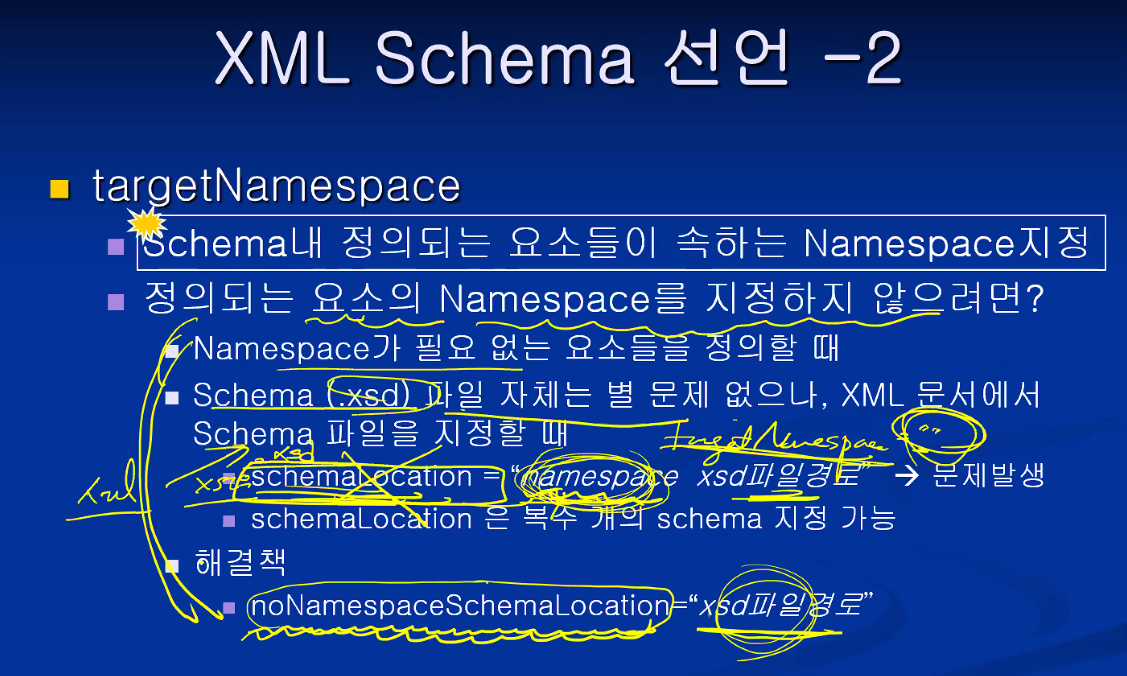 XML Schema 선언 -2
targetNamespace
Schema내 정의되는 요소들이 속하는 Namespace지정
정의되는 요소의 Namespace를 지정하지 않으려면?
Namespace가 필요 없는 요소들을 정의할 때
Schema (.xsd) 파일 자체는 별 문제 없으나, XML 문서에서
Schema 파일을 지정할 때
targetNamespace = ""
xsd
schemaLocation = “namespace xsd파일경로” → 문제발생
schemaLocation 은 복수 개의 schema 지정 가능
해결책
noNamespaceSchemaLocation=“xsd파일경로”